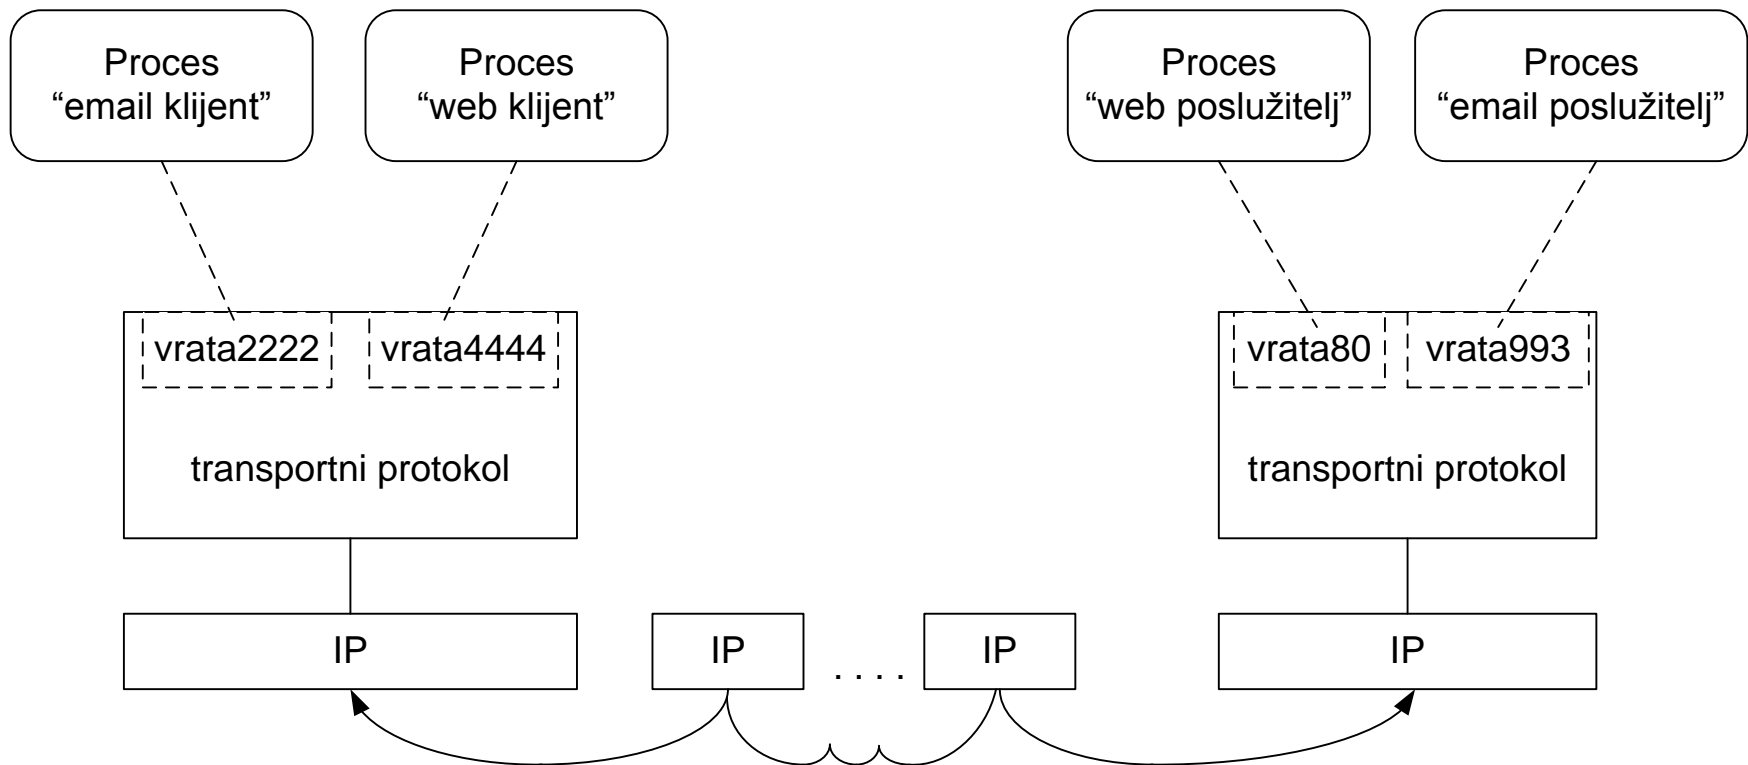 Proces
“email klijent”
Proces
“web klijent”
Proces
“web poslužitelj”
Proces
“email poslužitelj”
vrata2222
vrata4444
vrata80
vrata993
transportni protokol
transportni protokol
IP
IP
. . . .
IP
IP